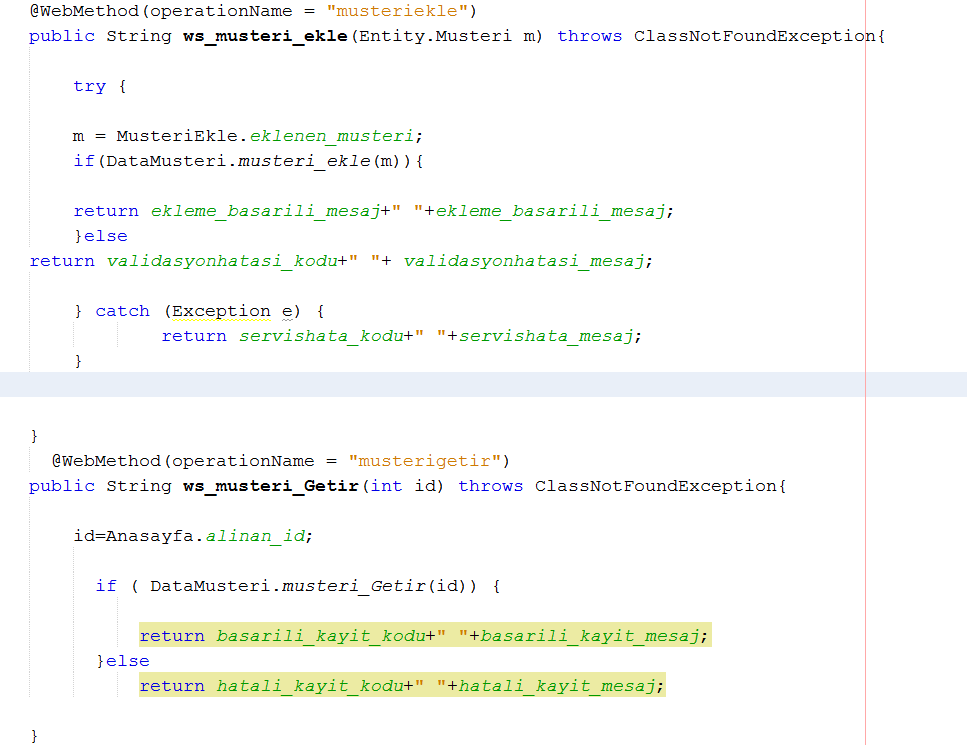 @WebMethod(operationName = "musteriekle")
public String ws_musteri_ekle(Entity.Musteri m) throws ClassNotFoundException{
try {
m = MusteriEkle.eklenen_musteri;
if(DataMusteri.musteri_ekle(m)){
return ekleme_basarili_mesaj+" "+ekleme_basarili_mesaj;
}else
return validasyonhatasi_kodu+" "+ validasyonhatasi_mesaj;
} catch (Exception e) {
return servishata_kodu+" "+servishata_mesaj;
}
}
@WebMethod(operationName = "musterigetir")
public String ws_musteri_Getir(int id) throws ClassNotFoundException{
id=Anasayfa.alinan_id;
if ( DataMusteri.musteri_Getir(id)) {
return basarili_kayit_kodu+" "+basarili_kayit_mesaj;
}else
return hatali_kayit_kodu+" "+hatali_kayit_mesaj;
}